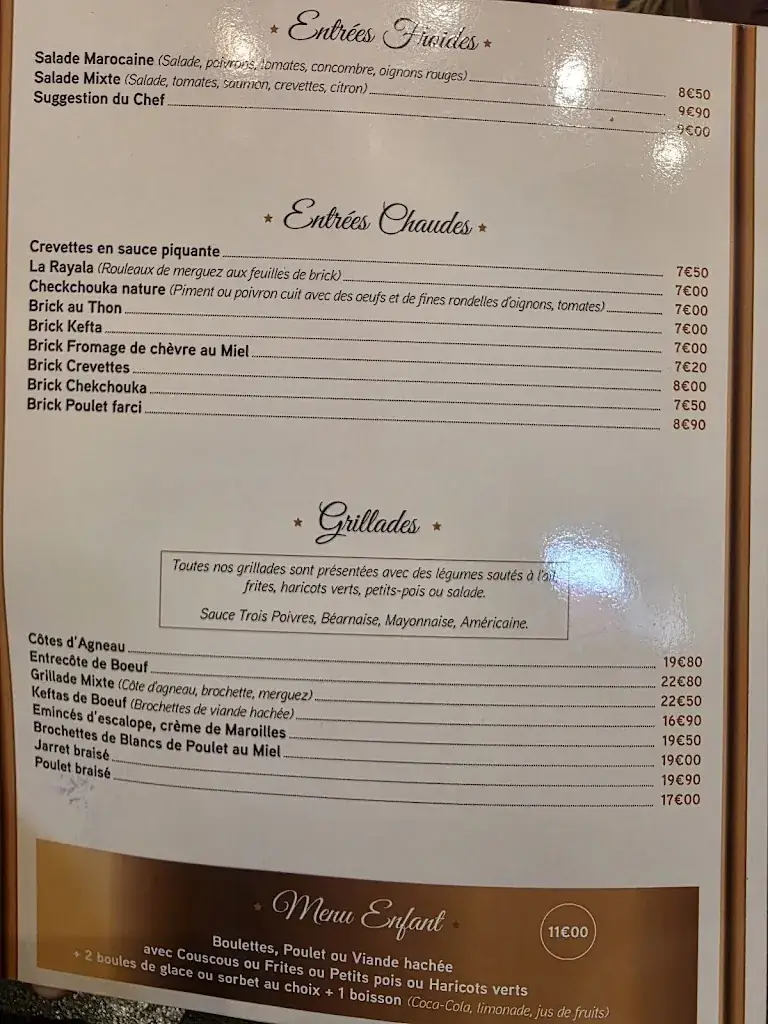 Entrées Froides
Salade Marocaine (Salade, poivrons, tomates, concombre, oignons rouges) 8€50
Salade Mixte (Salade, tomates, saumon, crevettes, citron) 9€90
Suggestion du Chef 9€00
Entrées Chaudes
Crevettes en sauce piquante 7€50
La Rayala (Rouleaux de merguez aux feuilles de brick) 7€00
Checkchouka nature (Piment ou poivron cuit avec des oeufs et de fines rondelles d'oignons, tomates) 7€00
Brick au Thon 7€00
Brick Kefta 7€00
Brick Fromage de chèvre au Miel 7€20
Brick Crevettes 8€00
Brick Chekchouka 7€50
Brick Poulet farci 8€90
Grillades
Toutes nos grillades sont présentées avec des légumes sautés à l'ail,
frites, haricots verts, petits-pois ou salade.
Sauce Trois Poivres, Béarnaise, Mayonnaise, Américaine.
Côtes d'Agneau 19€80
Entrecôte de Boeuf 22€80
Grillade Mixte (Côte d'agneau, brochette, merguez) 22€50
Keftas de Boeuf (Brochettes de viande hachée) 16€90
Emincés d'escalope, crème de Maroilles 19€50
Brochettes de Blancs de Poulet au Miel 19€00
Jarret braisé 19€90
Poulet braisé 17€00
Menu Enfant 11€00
Boulettes, Poulet ou Viande hachée
avec Couscous ou Frites ou Petits pois ou Haricots verts
+ 2 boules de glace ou sorbet au choix + 1 boisson (Coca-Cola, limonade, jus de fruits)